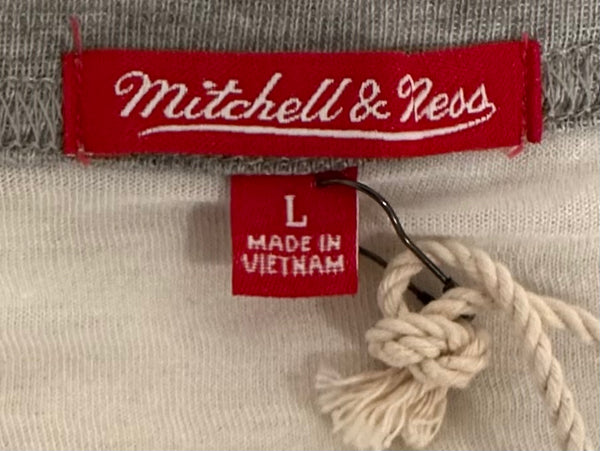 Mitchell & Ness
L
MADE IN
VIETNAM